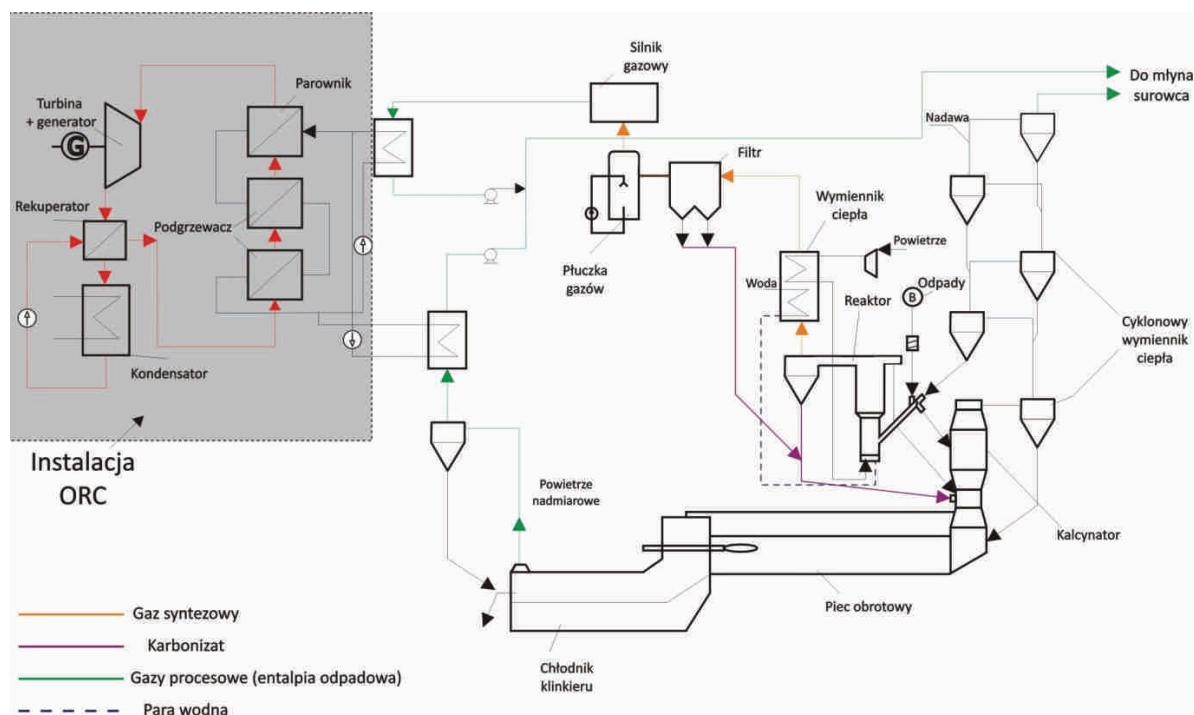 Silnik
gazowy
Do młyna
surowca
Parownik
Turbina
+ generator
G
Nadawa
Filtr
Wymiennik
ciepła
Rekuperator
Podgrzewacz
Płuczka
gazów
Powietrze
Woda
Reaktor
Odpady
B
Cyklonowy
wymiennik
ciepła
Kondensator
Instalacja
ORC
Powietrze
nadmiarowe
Kalcynator
Piec obrotowy
Chłodnik
klinkieru
Gaz syntezowy
Karbonizat
Gazy procesowe (entalpia odpadowa)
Para wodna